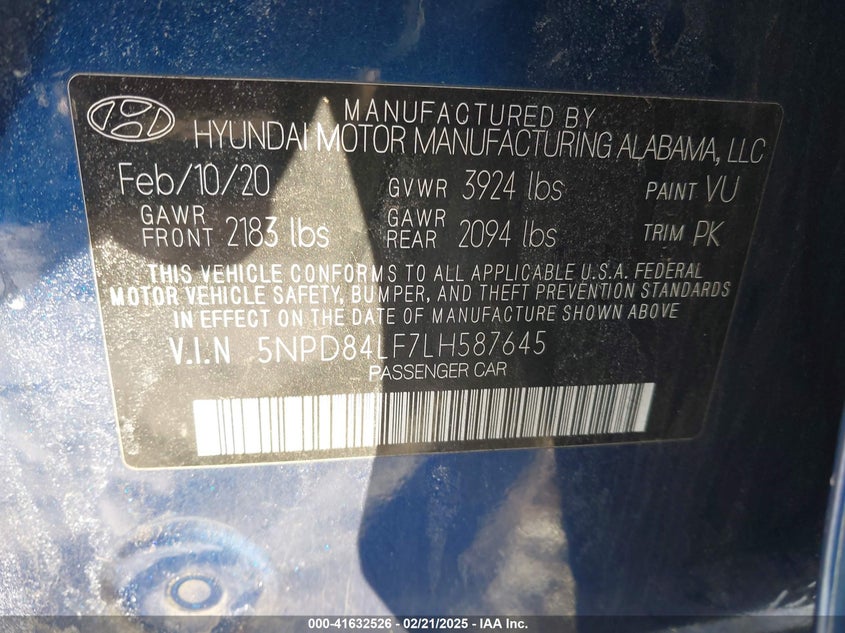 MANUFACTURED BY
HYUNDAI MOTOR MANUFACTURING ALABAMA, LLC
Feb/10/20 GVWR 3924 lbs PAINT VU
GAWR FRONT 2183 lbs GAWR REAR 2094 lbs TRIM PK
THIS VEHICLE CONFORMS TO ALL APPLICABLE U.S.A. FEDERAL
MOTOR VEHICLE SAFETY, BUMPER, AND THEFT PREVENTION STANDARDS
IN EFFECT ON THE DATE OF MANUFACTURE SHOWN ABOVE
V.I.N 5NPD84LF7LH587645
PASSENGER CAR
000-41632526 - 02/21/2025 - IAA Inc.